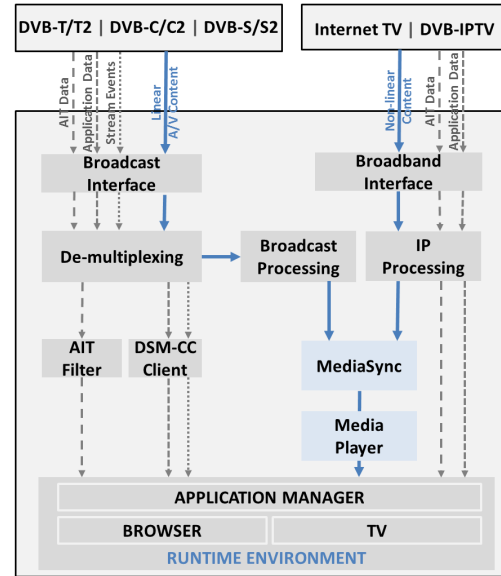 DVB-T/T2 | DVB-C/C2 | DVB-S/S2
Internet TV | DVB-IPTV
AIT Data
Application Data
Stream Events
Linear
A/V Content
Non-linear
Content
AIT Data
Application Data
Broadcast
Interface
Broadband
Interface
De-multiplexing
Broadcast
Processing
IP
Processing
AIT
Filter
DSM-CC
Client
MediaSync
Media
Player
APPLICATION MANAGER
BROWSER
TV
RUNTIME ENVIRONMENT